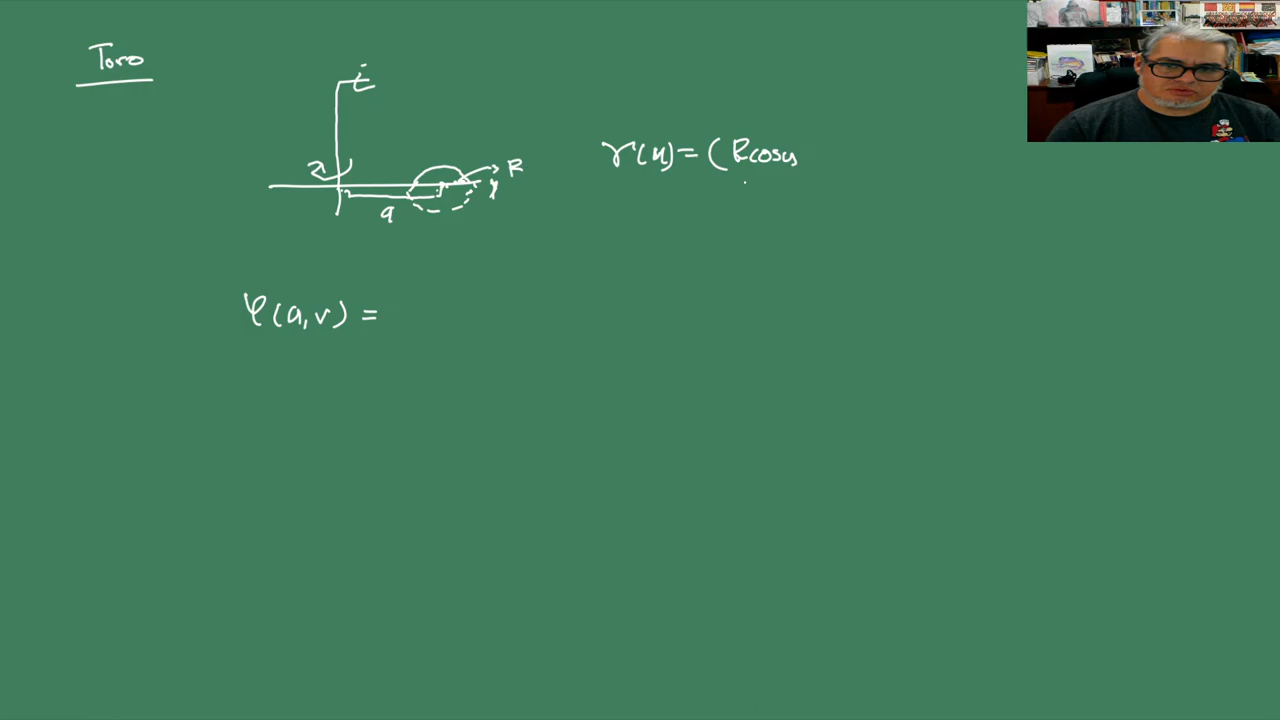 Toro
z
γ(u) = (Rcosu
R
y
a
φ(u,v) =